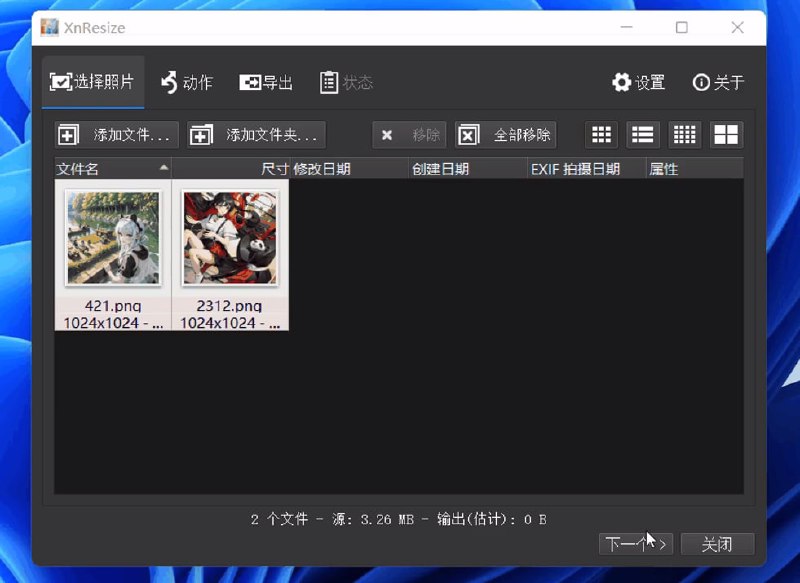 XnResize
选择照片 动作 导出 状态 设置 关于
添加文件... 添加文件夹... 移除 全部移除
文件名 尺寸 修改日期 创建日期 EXIF 拍摄日期 属性
421.png 2312.png
1024x1024 - ... 1024x1024 - ...
2 个文件 - 源: 3.26 MB - 输出(估计): 0 B
下一个 > 关闭